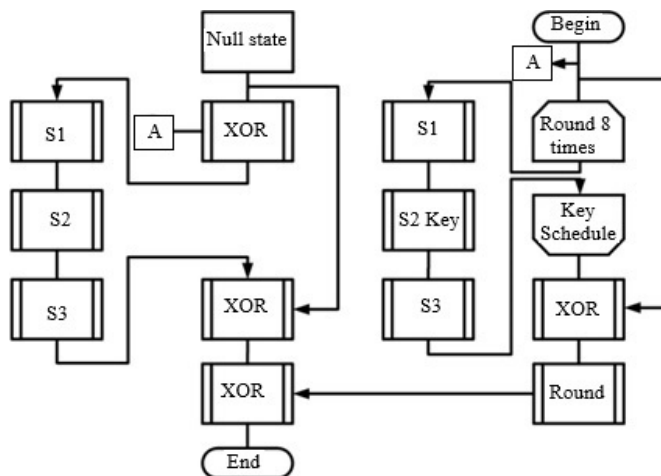 Null state
A
XOR
S1
S2
S3
XOR
XOR
End
Begin
A
Round 8
times
S1
S2 Key
S3
Key
Schedule
XOR
Round